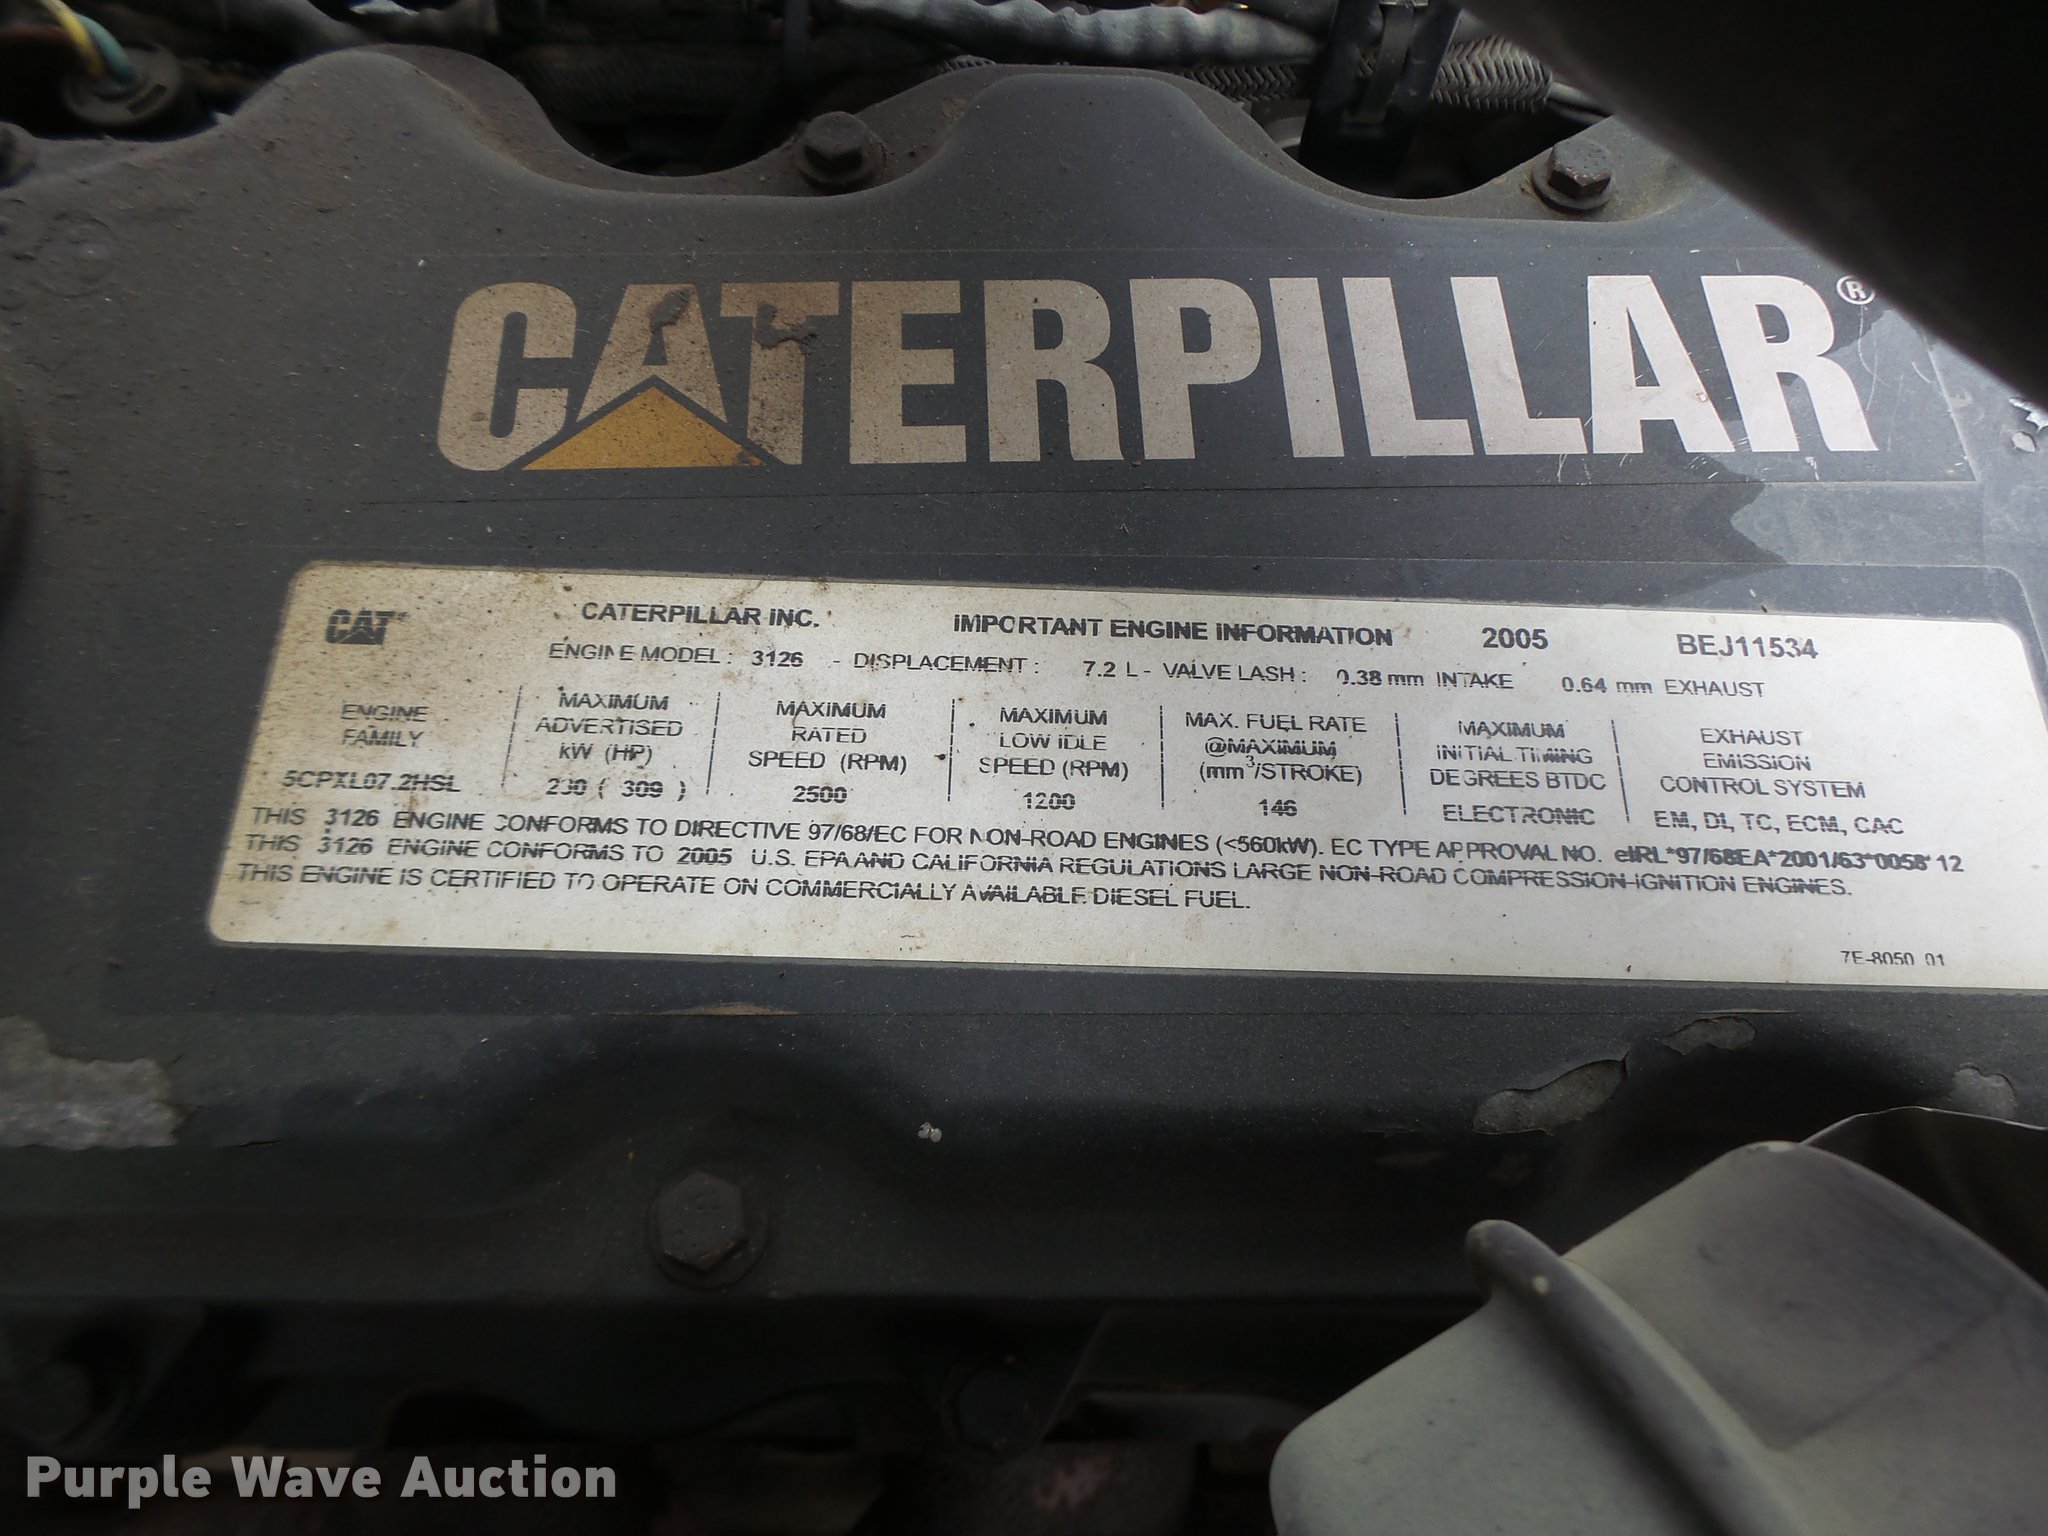 CATERPILLAR®
CAT® CATERPILLAR INC. IMPORTANT ENGINE INFORMATION 2005 BEJ11534
ENGINE MODEL: 3126 - DISPLACEMENT: 7.2 L - VALVE LASH: 0.38 mm INTAKE 0.64 mm EXHAUST
ENGINE FAMILY
5CPXL07.2HSL
MAXIMUM ADVERTISED kW (HP)
230 ( 309 )
MAXIMUM RATED SPEED (RPM)
2500
MAXIMUM LOW IDLE SPEED (RPM)
1200
MAX. FUEL RATE @MAXIMUM (mm³/STROKE)
146
MAXIMUM INITIAL TIMING DEGREES BTDC
ELECTRONIC
EXHAUST EMISSION CONTROL SYSTEM
EM, DI, TC, ECM, CAC
THIS 3126 ENGINE CONFORMS TO DIRECTIVE 97/68/EC FOR NON-ROAD ENGINES (<560kW). EC TYPE APPROVAL NO. eIRL*97/68EA*2001/63*0058*12
THIS 3126 ENGINE CONFORMS TO 2005 U.S. EPA AND CALIFORNIA REGULATIONS LARGE NON-ROAD COMPRESSION-IGNITION ENGINES.
THIS ENGINE IS CERTIFIED TO OPERATE ON COMMERCIALLY AVAILABLE DIESEL FUEL.
7E-8050 01
Purple Wave Auction